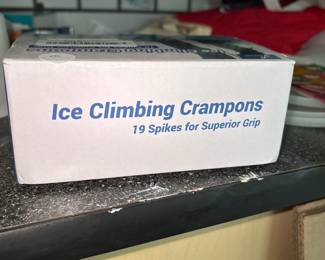 Ice Climbing Crampons
19 Spikes for Superior Grip